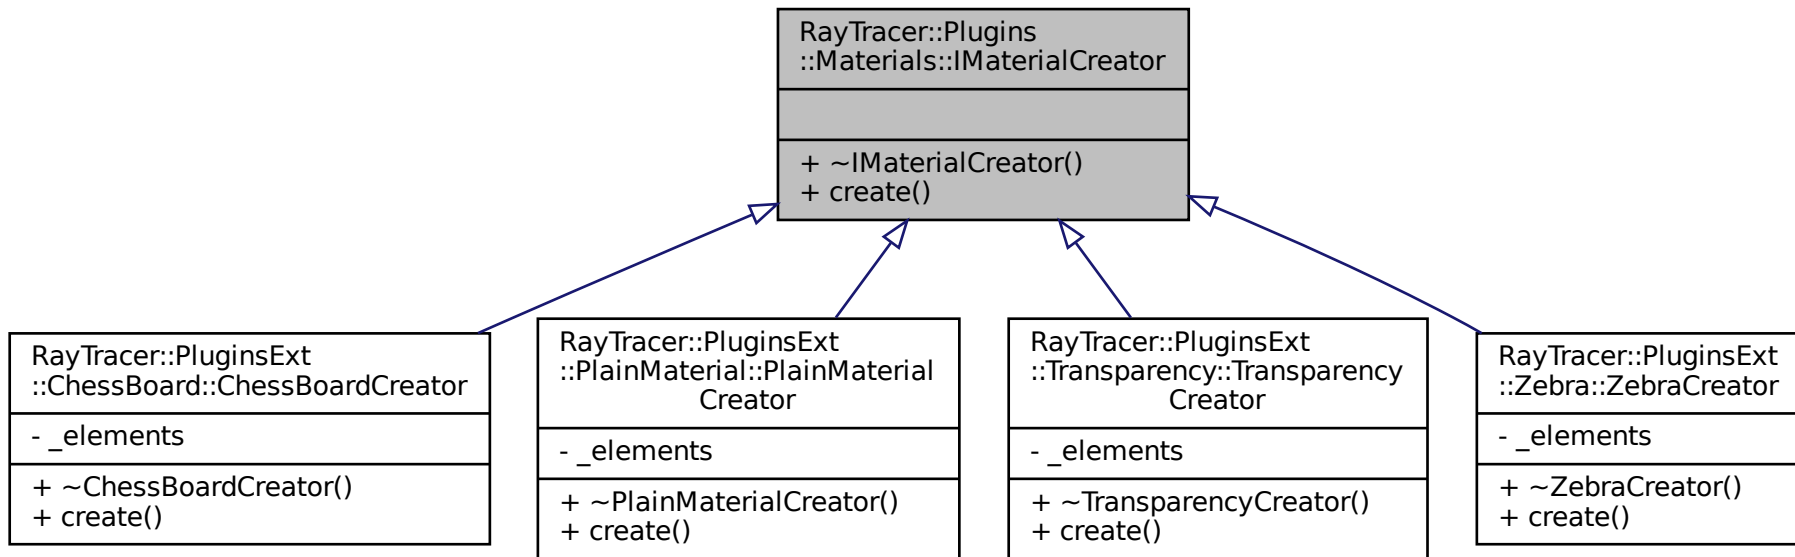 RayTracer::Plugins
::Materials::IMaterialCreator
+ ~IMaterialCreator()
+ create()
RayTracer::PluginsExt
::ChessBoard::ChessBoardCreator
- _elements
+ ~ChessBoardCreator()
+ create()
RayTracer::PluginsExt
::PlainMaterial::PlainMaterial
Creator
- _elements
+ ~PlainMaterialCreator()
+ create()
RayTracer::PluginsExt
::Transparency::Transparency
Creator
- _elements
+ ~TransparencyCreator()
+ create()
RayTracer::PluginsExt
::Zebra::ZebraCreator
- _elements
+ ~ZebraCreator()
+ create()